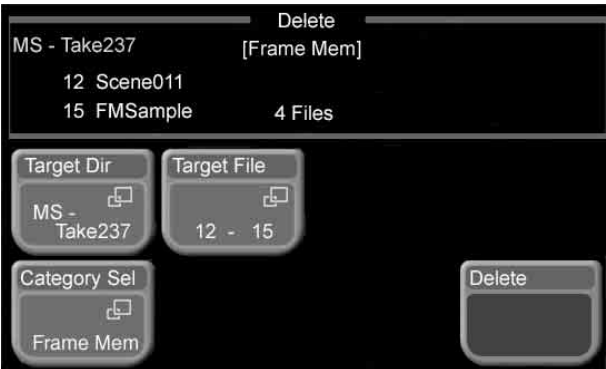 Delete
MS - Take237
[Frame Mem]
12 Scene011
15 FMSample
4 Files
Target Dir
MS -
Take237
Target File
12 - 15
Category Sel
Frame Mem
Delete